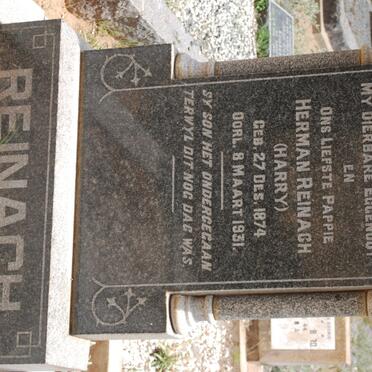 MY DIERBARE EGGENOOT
EN
ONS LIEFSTE PAPPIE
HERMAN REINACH
(HARRY)
GEB. 27 DES. 1874
OORL. 8 MAART 1931.
SY SON HET ONDERGEGAAN
TERWYL DIT NOG DAG WAS
REINACH